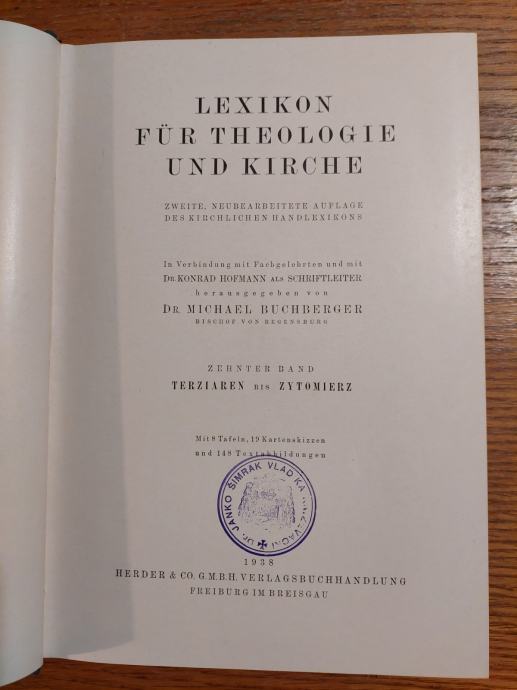 LEXIKON
FÜR THEOLOGIE
UND KIRCHE
ZWEITE, NEUBEARBEITETE AUFLAGE
DES KIRCHLICHEN HANDLEXIKONS
In Verbindung mit Fachgelehrten und mit
DR. KONRAD HOFMANN ALS SCHRIFTLEITER
herausgegeben von
DR. MICHAEL BUCHBERGER
BISCHOF VON REGENSBURG
ZEHNTER BAND
TERZIAREN BIS ZYTOMIERZ
Mit 8 Tafeln, 19 Kartenskizzen
und 148 Textabbildungen
Dr. JANKO ŠIMRAK VLADIKA KRIŽEVAČKI
1938
HERDER & CO. G.M.B.H. VERLAGSBUCHHANDLUNG
FREIBURG IM BREISGAU